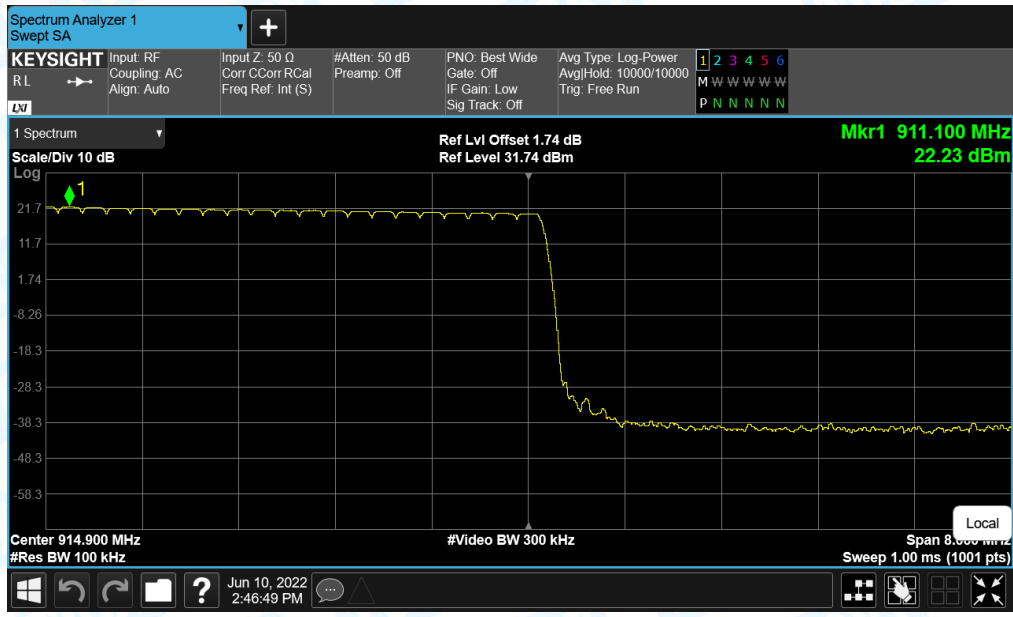 Spectrum Analyzer 1
Swept SA
KEYSIGHT
R L
LXI
Input: RF
Coupling: AC
Align: Auto
Input Z: 50 Ω
Corr CCorr RCal
Freq Ref: Int (S)
#Atten: 50 dB
Preamp: Off
PNO: Best Wide
Gate: Off
IF Gain: Low
Sig Track: Off
Avg Type: Log-Power
Avg|Hold: 10000/10000
Trig: Free Run
1 2 3 4 5 6
M W W W W W
P N N N N N
1 Spectrum
Scale/Div 10 dB
Log
Ref Lvl Offset 1.74 dB
Ref Level 31.74 dBm
Mkr1 911.100 MHz
22.23 dBm
1
21.7
11.7
1.74
-8.26
-18.3
-28.3
-38.3
-48.3
-58.3
Local
Center 914.900 MHz
#Res BW 100 kHz
#Video BW 300 kHz
Span 8.000 MHz
Sweep 1.00 ms (1001 pts)
?
Jun 10, 2022
2:46:49 PM